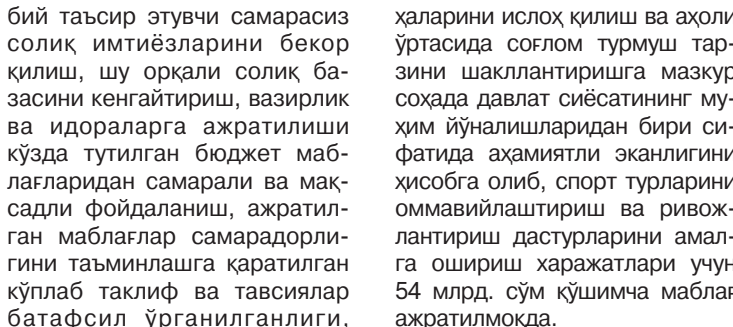 бий таъсир этувчи самарасиз
солиқ имтиёзларини бекор
қилиш, шу орқали солиқ ба-
засини кенгайтириш, вазирлик
ва идораларга ажратилиши
кўзда тутилган бюджет маб-
лағларидан самарали ва мақ-
садли фойдаланиш, ажратил-
ган маблағлар самарадорли-
гини таъминлашга қаратилган
кўплаб таклиф ва тавсиялар
батафсил ўрганилганлиги,
ҳаларини ислоҳ қилиш ва аҳоли
ўртасида соғлом турмуш тар-
зини шакллантиришга мазкур
соҳада давлат сиёсатининг му-
ҳим йўналишларидан бири си-
фатида аҳамиятли эканлигини
ҳисобга олиб, спорт турларини
оммавийлаштириш ва ривож-
лантириш дастурларини амал-
га ошириш харажатлари учун
54 млрд. сўм қўшимча маблағ
ажратилмоқда.